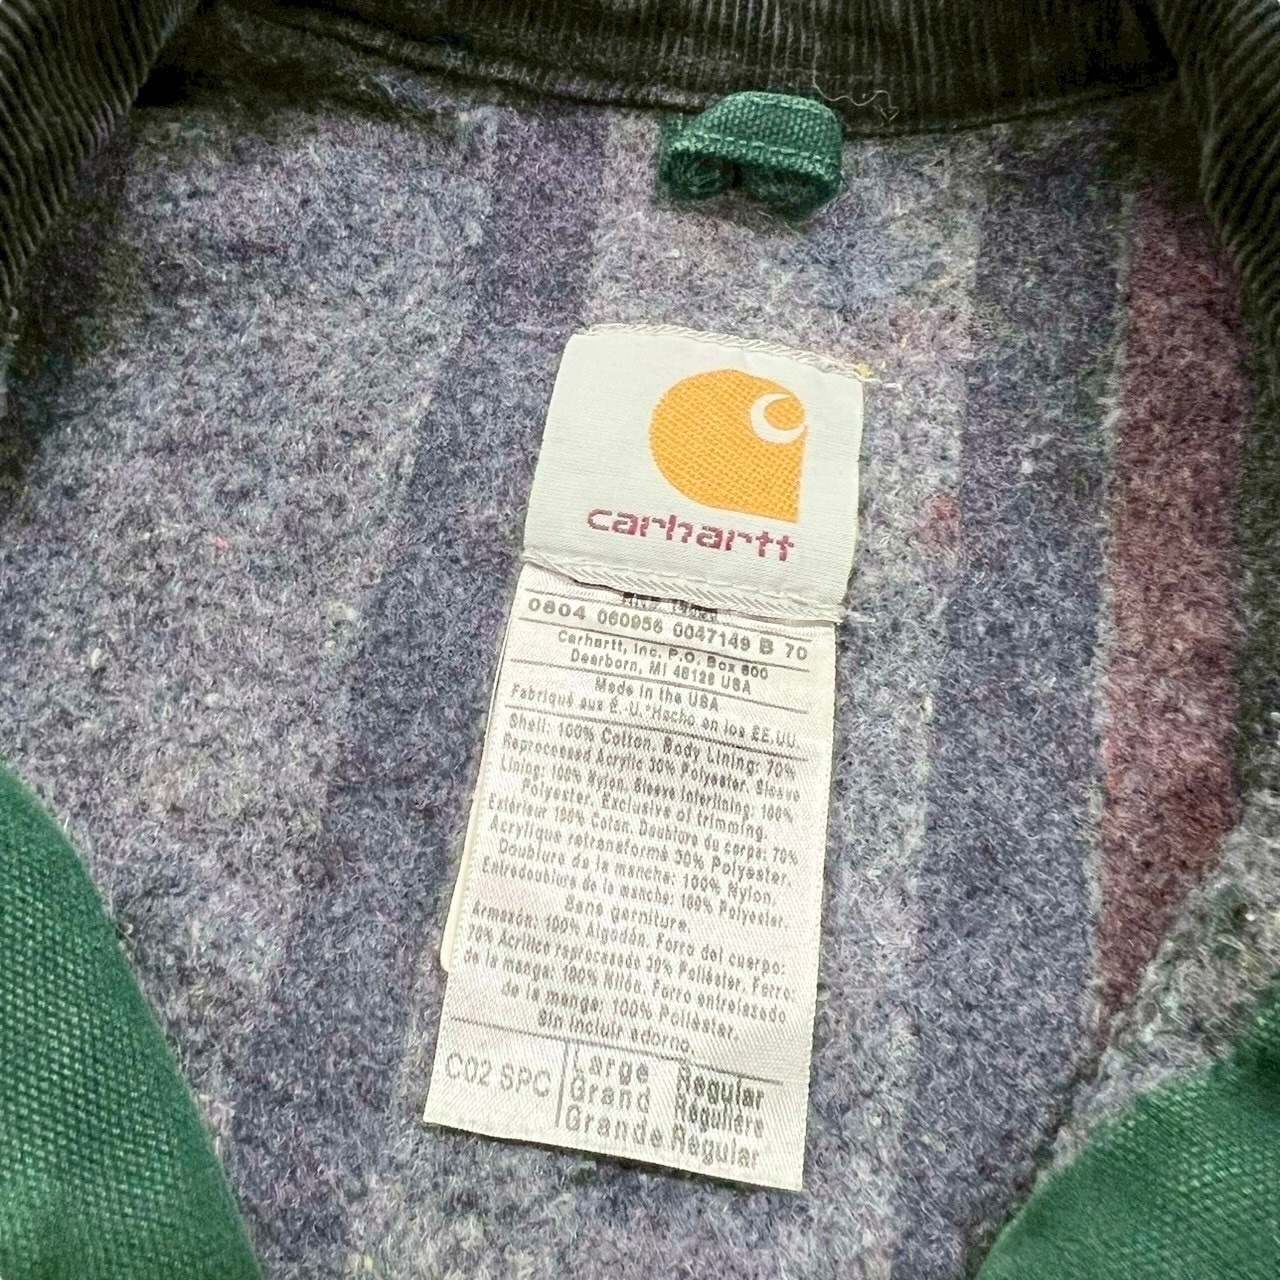 carhartt
0804 060956 0047149 B 70
Carhartt, Inc. P.O. Box 600
Dearborn, MI 48126 USA
Made in the USA
Fabriqué aux É. U.*Hecho en los EE.UU.
Shell: 100% Cotton. Body Lining: 70%
Reprocessed Acrylic 30% Polyester. Sleeve
Lining: 100% Nylon. Sleeve Interlining: 100%
Polyester. Exclusive of trimming.
Extérieur 100% Coton. Doublure du corps: 70%
Acrylique retransformé 30% Polyester.
Doublure de la manche: 100% Nylon.
Entredoublure de la manche: 100% Polyester.
Sans garniture.
Armazón: 100% Algodón. Forro del cuerpo:
70% Acrílico reprocessado 30% Poliéster. Forro:
de la manga: 100% Nilón. Forro entrelazado
de la manga: 100% Poliéster.
Sin incluir adorno.
C02 SPC Large Regular
Grand Régulière
Grande Regular